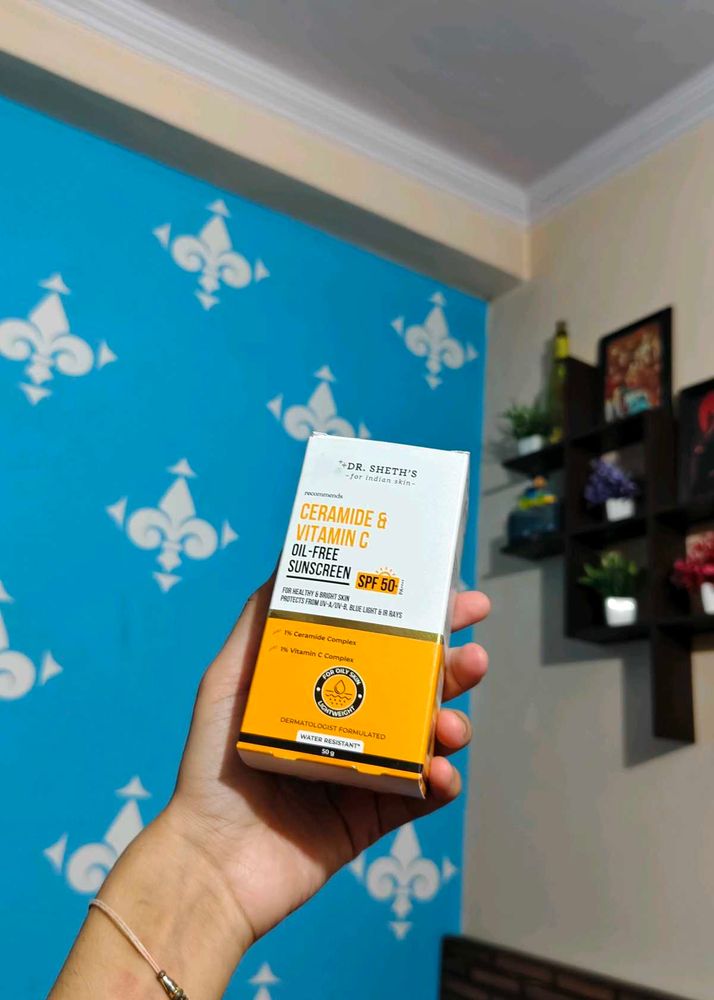 DR. SHETH'S
-for indian skin-
recommends
CERAMIDE &
VITAMIN C
OIL-FREE
SUNSCREEN
SPF 50+
PA++++
FOR HEALTHY & BRIGHT SKIN
PROTECTS FROM UV-A/UV-B, BLUE LIGHT & IR RAYS
1% Ceramide Complex
1% Vitamin C Complex
FOR OILY SKIN
LIGHTWEIGHT
DERMATOLOGIST FORMULATED
WATER RESISTANT*
50 g